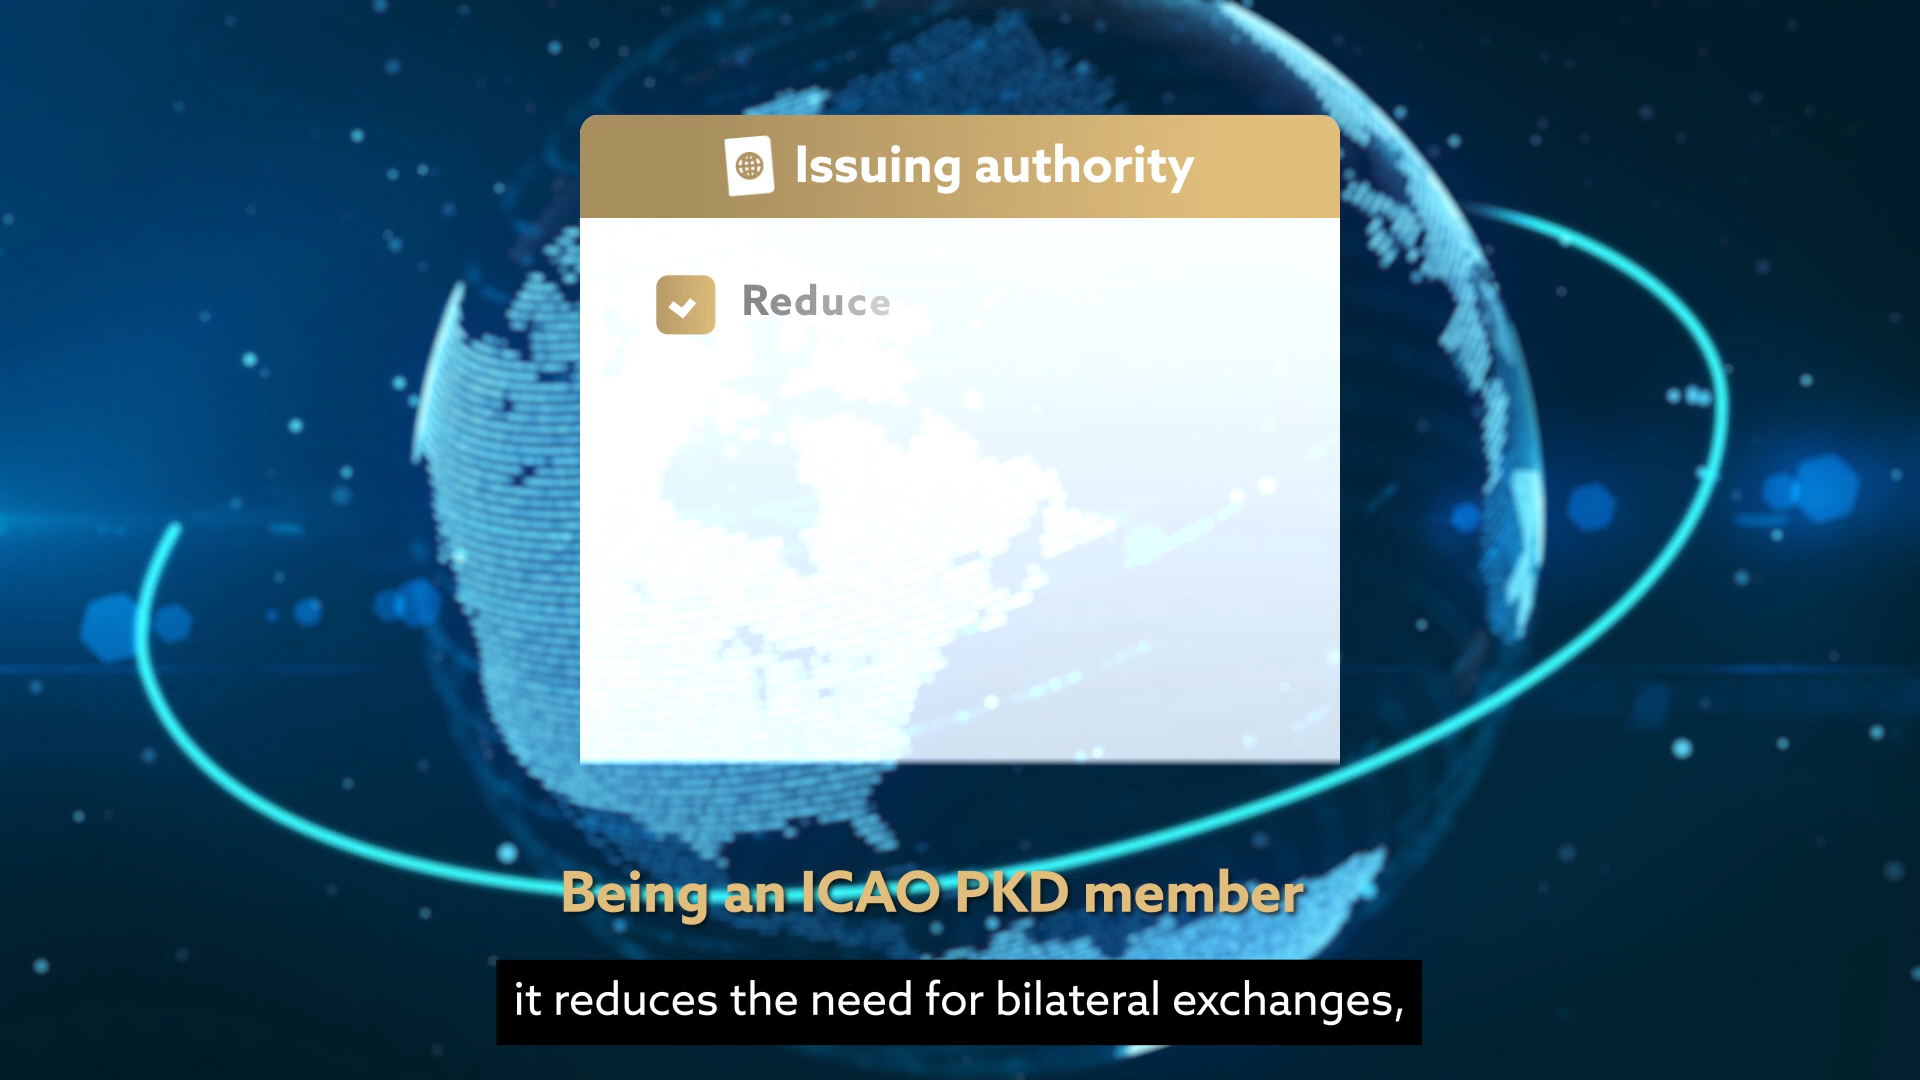 Issuing authority
Reduce
Being an ICAO PKD member
it reduces the need for bilateral exchanges,